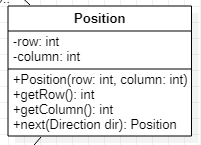 Position
-row: int
-column: int
+Position(row: int, column: int)
+getRow(): int
+getColumn(): int
+next(Direction dir): Position